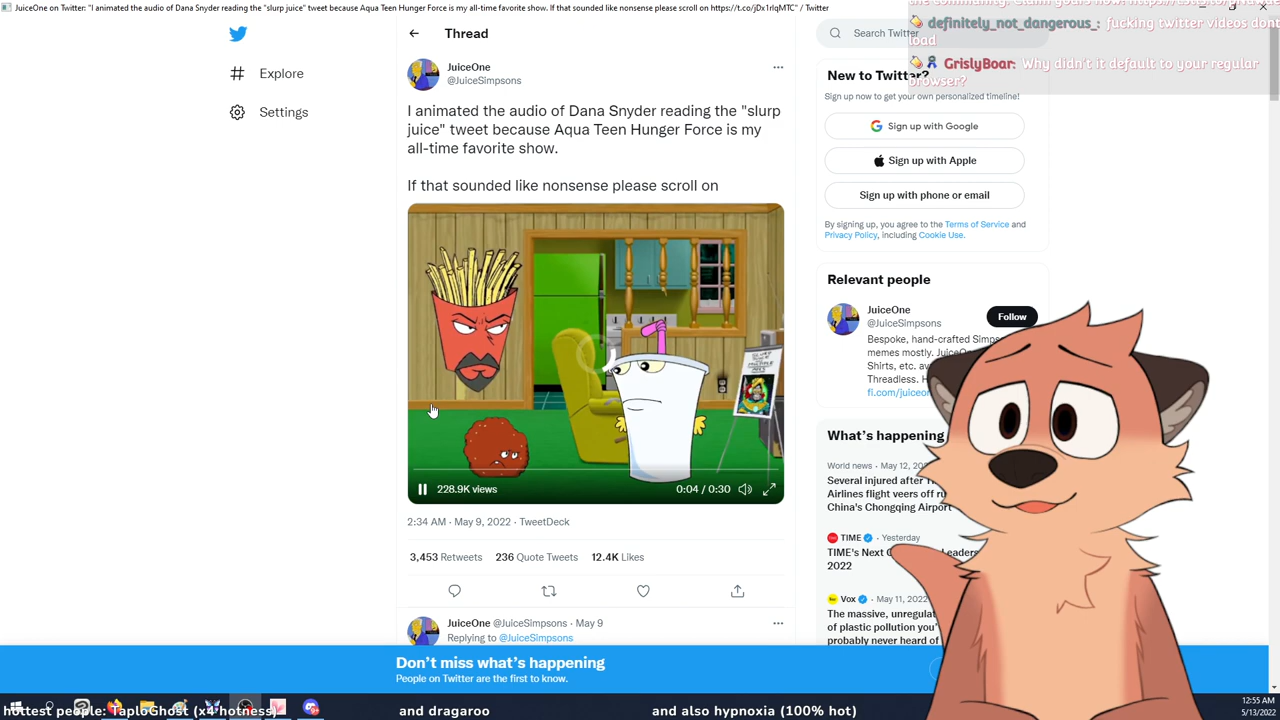 JuiceOne on Twitter: "I animated the audio of Dana Snyder reading the "slurp juice" tweet because Aqua Teen Hunger Force is my all-time favorite show. If that sounded like nonsense please scroll on https://t.co/jDx1rlqMTC" / Twitter
definitely_not_dangerous_: fucking twitter videos dont
load
GrislyBoar: Why didn't it default to your regular
browser?
Explore
Settings
Thread
JuiceOne
@JuiceSimpsons
I animated the audio of Dana Snyder reading the "slurp
juice" tweet because Aqua Teen Hunger Force is my
all-time favorite show.
If that sounded like nonsense please scroll on
228.9K views
0:04 / 0:30
2:34 AM · May 9, 2022 · TweetDeck
3,453 Retweets 236 Quote Tweets 12.4K Likes
JuiceOne @JuiceSimpsons · May 9
Replying to @JuiceSimpsons
Search Twitter
New to Twitter?
Sign up now to get your own personalized timeline!
Sign up with Google
Sign up with Apple
Sign up with phone or email
By signing up, you agree to the Terms of Service and
Privacy Policy, including Cookie Use.
Relevant people
JuiceOne
@JuiceSimpsons
Follow
Bespoke, hand-crafted
memes mostly.
Shirts, etc.
Threadless.
What's happening
World news · May 12,
Several injured after
Airlines flight veers off
China's Chongqing Airport
TIME · Yesterday
TIME's Next
2022
Vox · May 11, 2022
The massive,
of plastic pollution
probably never heard of
Don't miss what's happening
People on Twitter are the first to know.
hottest people: TaploGhost (x4 hotness) and dragaroo and also hypnoxia (100% hot)
12:55 AM
5/13/2022